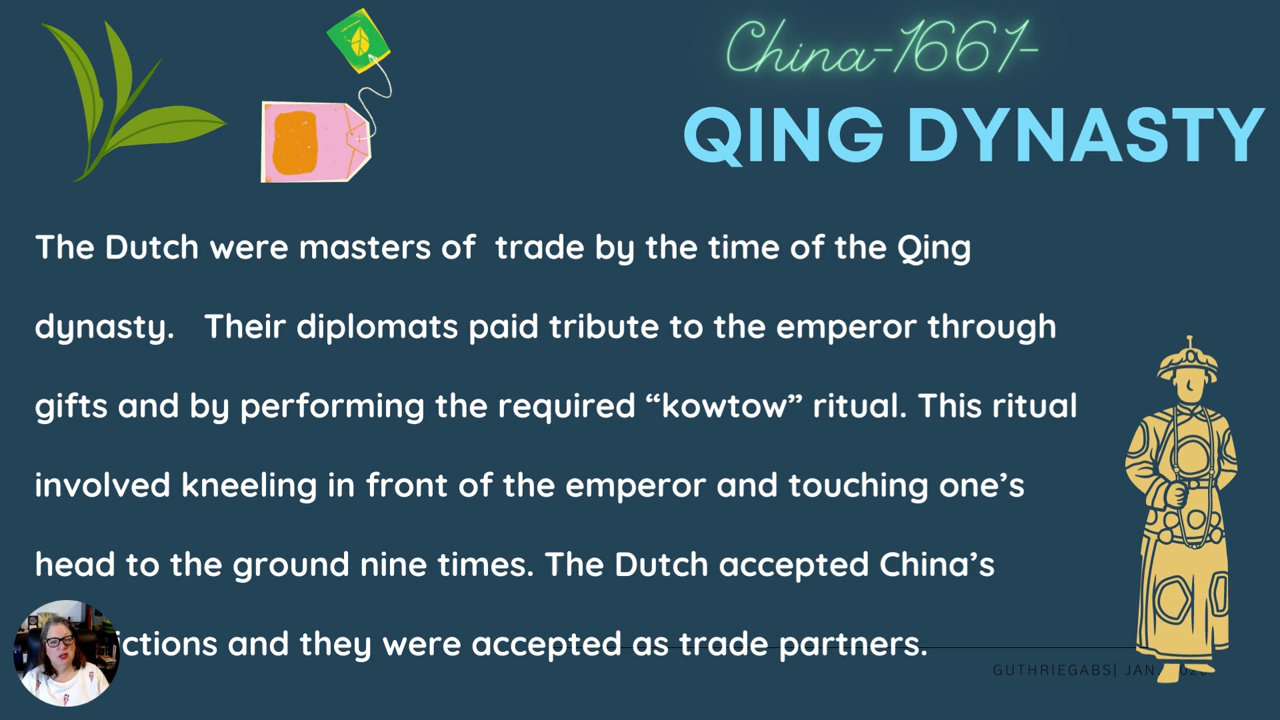 China-1661-
QING DYNASTY
The Dutch were masters of trade by the time of the Qing
dynasty. Their diplomats paid tribute to the emperor through
gifts and by performing the required “kowtow” ritual. This ritual
involved kneeling in front of the emperor and touching one’s
head to the ground nine times. The Dutch accepted China’s
and they were accepted as trade partners.
GUTHRIEGABS| JAN